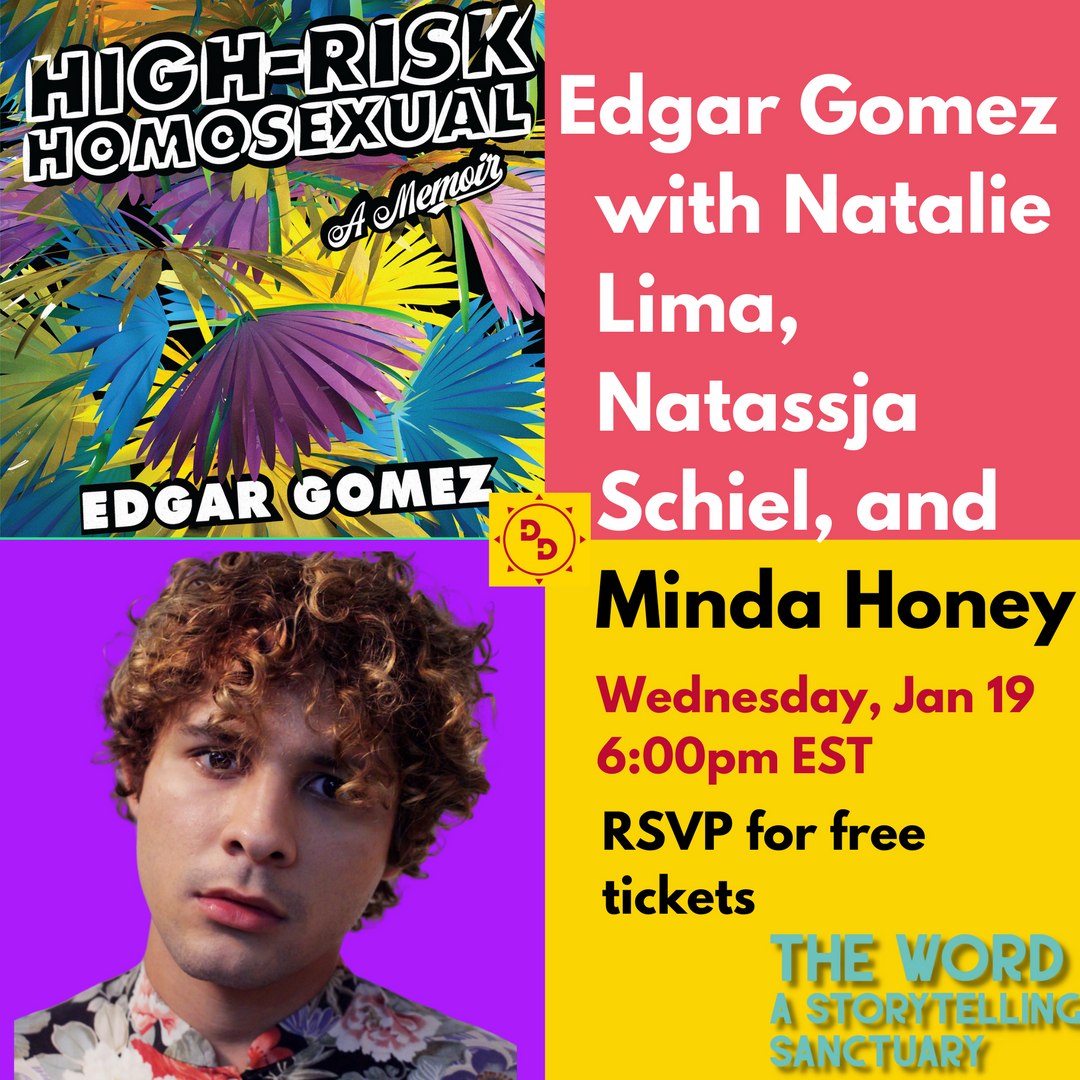 HIGH-RISK
HOMOSEXUAL
A Memoir
EDGAR GOMEZ
Edgar Gomez
with Natalie
Lima,
Natassja
Schiel, and
Minda Honey
D
D
Wednesday, Jan 19
6:00pm EST
RSVP for free
tickets
THE WORD
A STORYTELLING
SANCTUARY